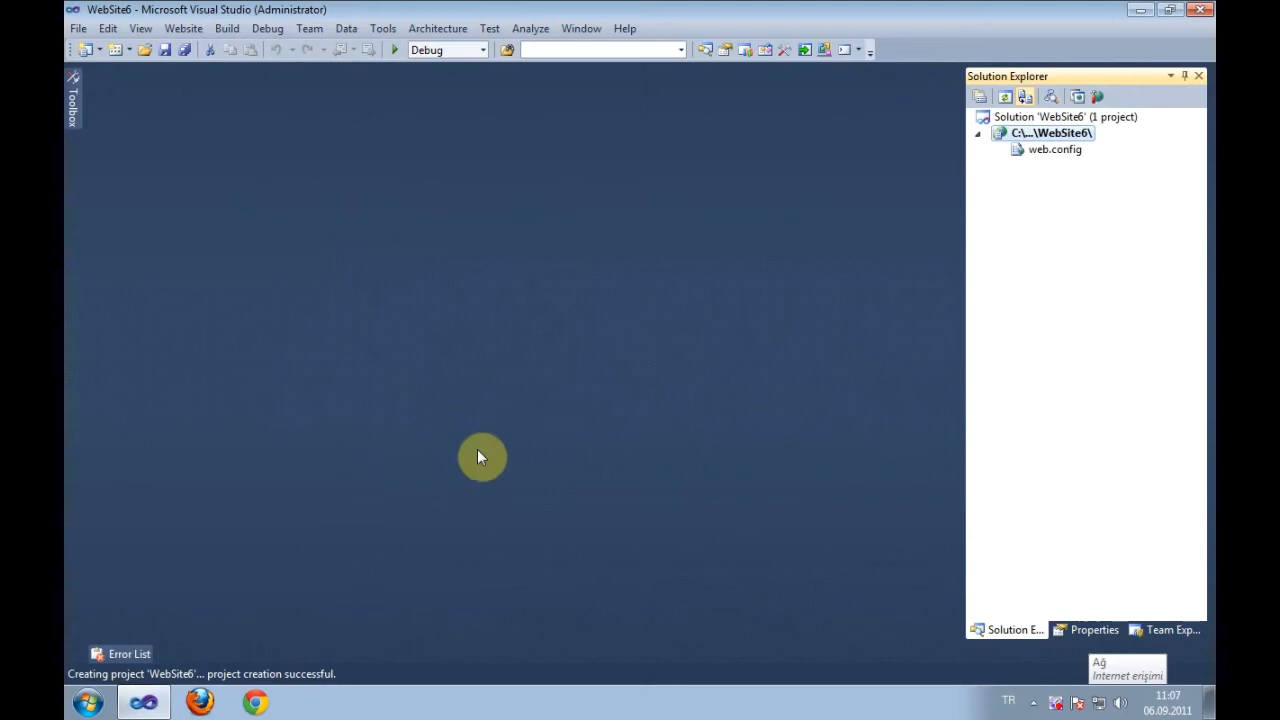 WebSite6 - Microsoft Visual Studio (Administrator)
File Edit View Website Build Debug Team Data Tools Architecture Test Analyze Window Help
Debug
Toolbox
Solution Explorer
Solution 'WebSite6' (1 project)
C:\...\WebSite6\
web.config
Solution E... Properties Team Exp...
Error List
Creating project 'WebSite6'... project creation successful.
Ağ
İnternet erişimi
TR
11:07
06.09.2011